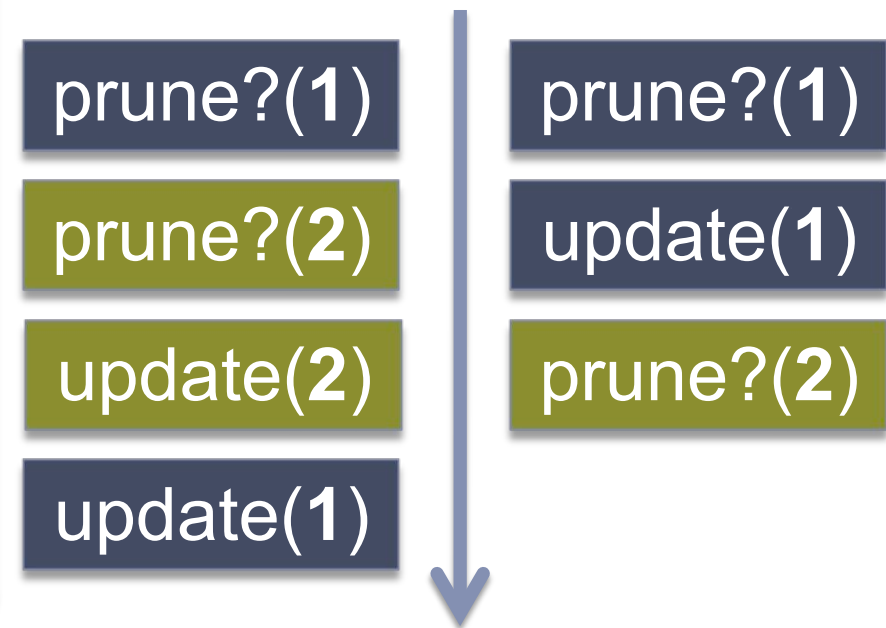 prune?(1)
prune?(2)
update(2)
update(1)
prune?(1)
update(1)
prune?(2)